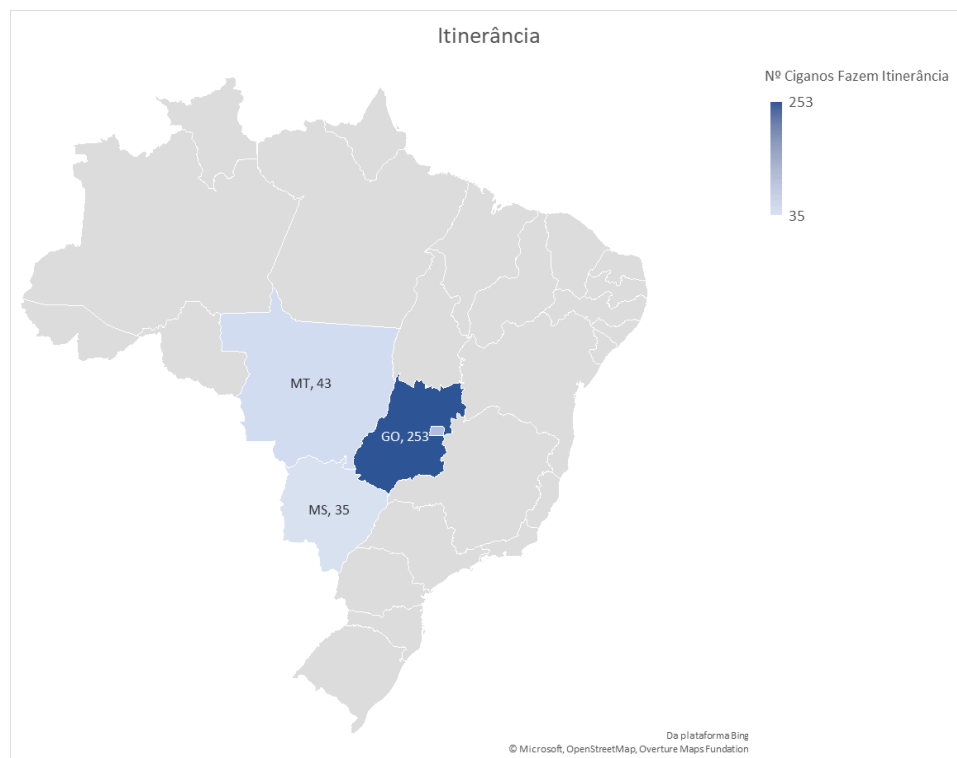 Itinerância
Nº Ciganos Fazem Itinerância
253
35
MT, 43
GO, 253
MS, 35
Da plataforma Bing
© Microsoft, OpenStreetMap, Overture Maps Fundation